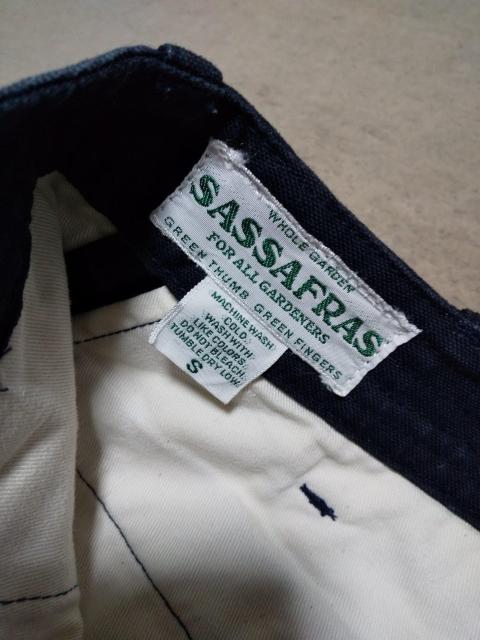 WHOLE GARDEN
SASSAFRAS
FOR ALL GARDENERS
GREEN THUMB GREEN FINGERS
MACHINE WASH
COLD.
WASH WITH
LIKE COLORS.
DO NOT BLEACH.
TUMBLE DRY LOW.
S